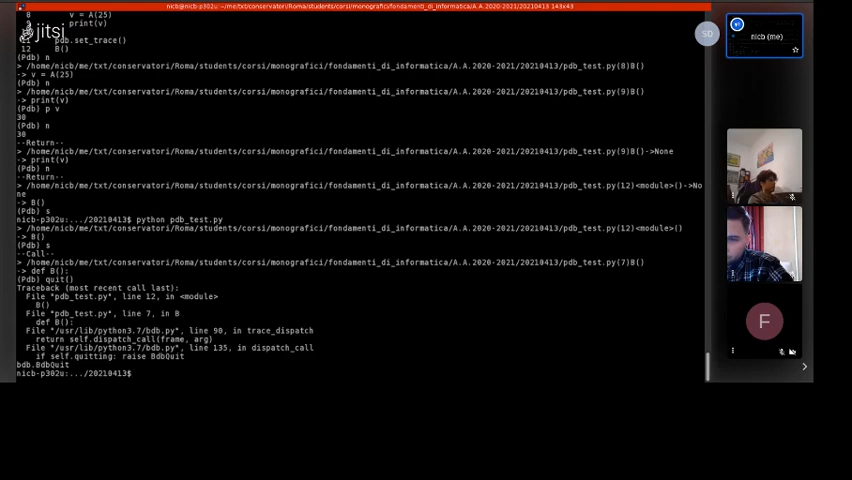 nicb@nicb-p302u: ~/me/txt/conservatori/Roma/students/corsi/monografici/fondamenti_di_informatica/A.A.2020-2021/20210413 143x43
8 v = A(25)
9 print(v)
jitsi
11 pdb.set_trace()
12 B()
(Pdb) n
> /home/nicb/me/txt/conservatori/Roma/students/corsi/monografici/fondamenti_di_informatica/A.A.2020-2021/20210413/pdb_test.py(8)B()
-> v = A(25)
(Pdb) n
> /home/nicb/me/txt/conservatori/Roma/students/corsi/monografici/fondamenti_di_informatica/A.A.2020-2021/20210413/pdb_test.py(9)B()
-> print(v)
(Pdb) p v
30
(Pdb) n
30
--Return--
> /home/nicb/me/txt/conservatori/Roma/students/corsi/monografici/fondamenti_di_informatica/A.A.2020-2021/20210413/pdb_test.py(9)B()->None
-> print(v)
(Pdb) n
--Return--
> /home/nicb/me/txt/conservatori/Roma/students/corsi/monografici/fondamenti_di_informatica/A.A.2020-2021/20210413/pdb_test.py(12)<module>()->No
ne
-> B()
(Pdb) s
nicb-p302u:.../20210413$ python pdb_test.py
> /home/nicb/me/txt/conservatori/Roma/students/corsi/monografici/fondamenti_di_informatica/A.A.2020-2021/20210413/pdb_test.py(12)<module>()
-> B()
(Pdb) s
--Call--
> /home/nicb/me/txt/conservatori/Roma/students/corsi/monografici/fondamenti_di_informatica/A.A.2020-2021/20210413/pdb_test.py(7)B()
-> def B():
(Pdb) quit()
Traceback (most recent call last):
File "pdb_test.py", line 12, in <module>
B()
File "pdb_test.py", line 7, in B
def B():
File "/usr/lib/python3.7/bdb.py", line 90, in trace_dispatch
return self.dispatch_call(frame, arg)
File "/usr/lib/python3.7/bdb.py", line 135, in dispatch_call
if self.quitting: raise BdbQuit
bdb.BdbQuit
nicb-p302u:.../20210413$
SD
nicb (me)
F